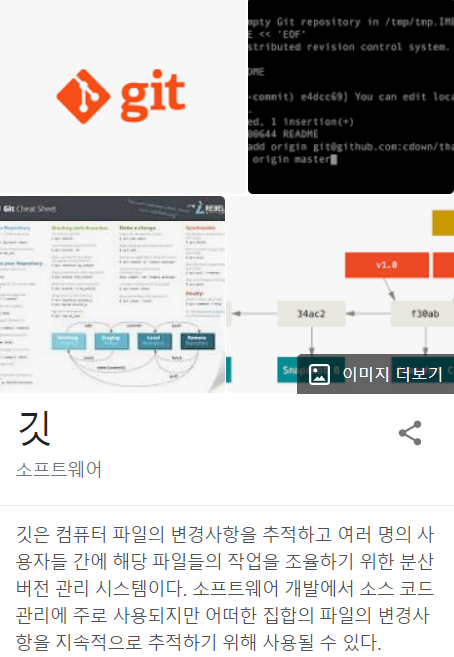 git
mpty Git repository in /tmp/tmp.IM
E << 'EOF'
stributed revision control system.
OME
-commit) e4dcc69] You can edit loca
ed, 1 insertion(+)
00644 README
add origin git@github.com:cdown/tha
origin master
Git Cheat Sheet
REBEL
Make a change
v1.0
34ac2
f30ab
이미지 더보기
깃
소프트웨어
깃은 컴퓨터 파일의 변경사항을 추적하고 여러 명의 사
용자들 간에 해당 파일들의 작업을 조율하기 위한 분산
버전 관리 시스템이다. 소프트웨어 개발에서 소스 코드
관리에 주로 사용되지만 어떠한 집합의 파일의 변경사
항을 지속적으로 추적하기 위해 사용될 수 있다.